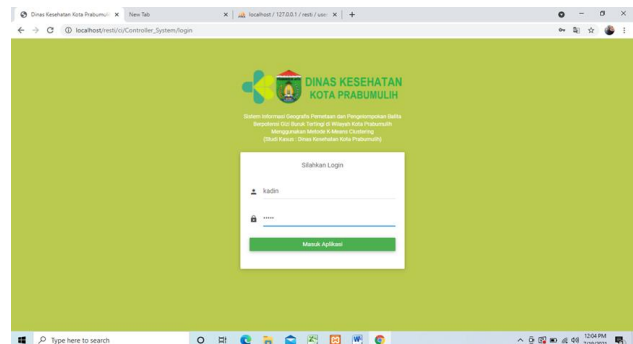 Dinas Kesehatan Kota Prabumuli
New Tab
localhost / 127.0.0.1 / resti / user
localhost/resti/ci/Controller_System/login
DINAS KESEHATAN
KOTA PRABUMULIH
Sistem Informasi Geografis Pemetaan dan Pengelompokan Balita
Berpotensi Gizi Buruk Tertinggi di Wilayah Kota Prabumulih
Menggunakan Metode K-Means Clustering
(Studi Kasus : Dinas Kesehatan Kota Prabumulih)
Silahkan Login
kadin
•••••
Masuk Aplikasi
Type here to search
12:04 PM